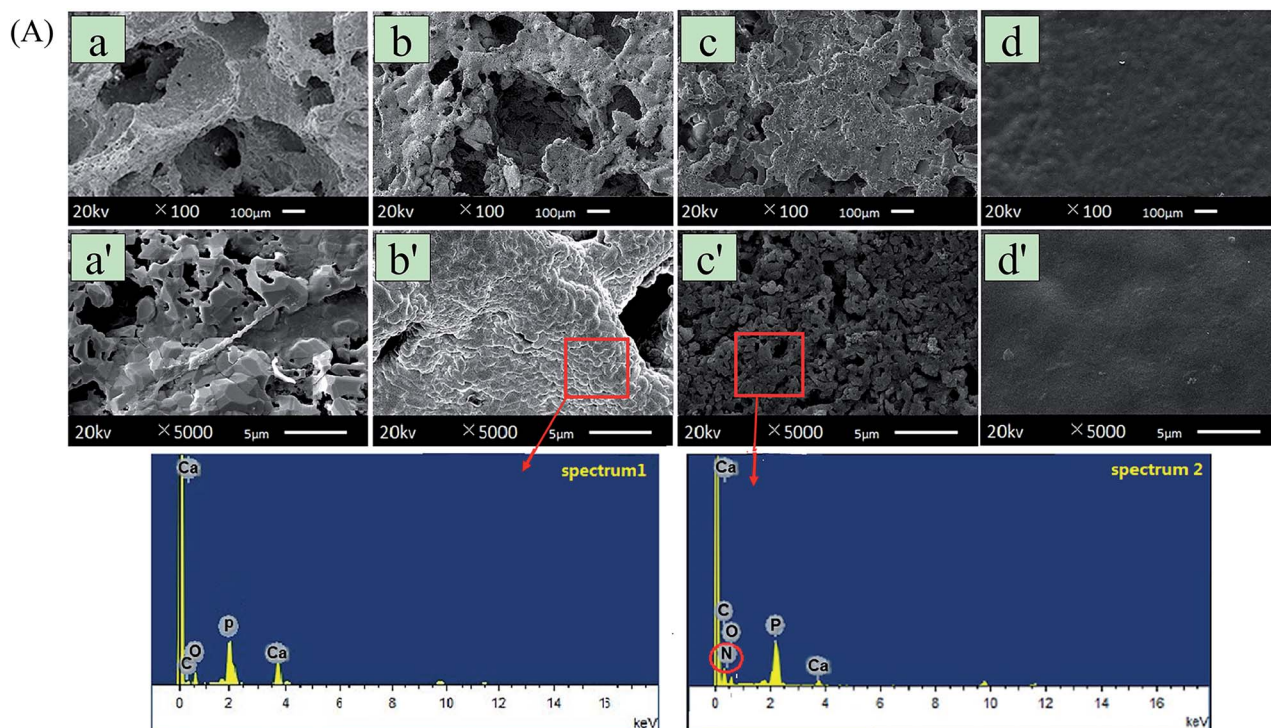 (A)
a
b
c
d
20kv ×100 100μm
20kv ×100 100μm
20kv ×100 100μm
20kv ×100 100μm
a'
b'
c'
d'
20kv ×5000 5μm
20kv ×5000 5μm
20kv ×5000 5μm
20kv ×5000 5μm
spectrum1
Ca
C
O
p
Ca
0 2 4 6 8 10 12 14 15 16
keV
spectrum 2
Ca
C
O
N
P
Ca
0 2 4 6 8 10 12 14 16
keV